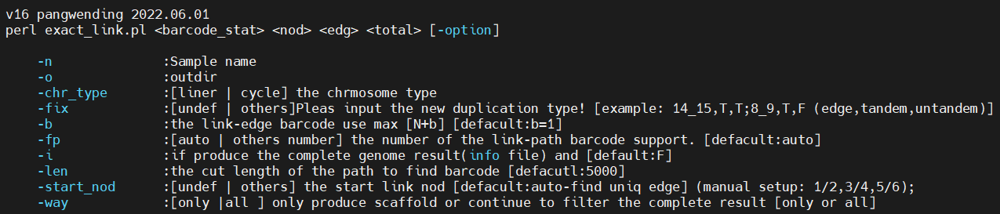 v16 pangwending 2022.06.01
perl exact_link.pl <barcode_stat> <nod> <edg> <total> [-option]
-n :Sample name
-o :outdir
-chr_type :[liner | cycle] the chrmosome type
-fix :[undef | others]Pleas input the new duplication type! [example: 14_15,T,T;8_9,T,F (edge,tandem,untandem)]
-b :the link-edge barcode use max [N+b] [defacult:b=1]
-fp :[auto | others number] the number of the link-path barcode support. [defacult:auto]
-i :if produce the complete genome result(info file) and [default:F]
-len :the cut length of the path to find barcode [defacutl:5000]
-start_nod :[undef | others] the start link nod [defacult:auto-find uniq edge] (manual setup: 1/2,3/4,5/6);
-way :[only |all ] only produce scaffold or continue to filter the complete result [only or all]